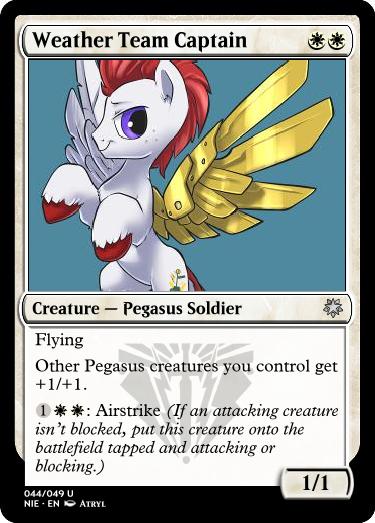 Weather Team Captain
Creature — Pegasus Soldier
Flying
Other Pegasus creatures you control get
+1/+1.
1: Airstrike (If an attacking creature
isn't blocked, put this creature onto the
battlefield tapped and attacking or
blocking.)
1/1
044/049 U
NIE • EN ATRYL